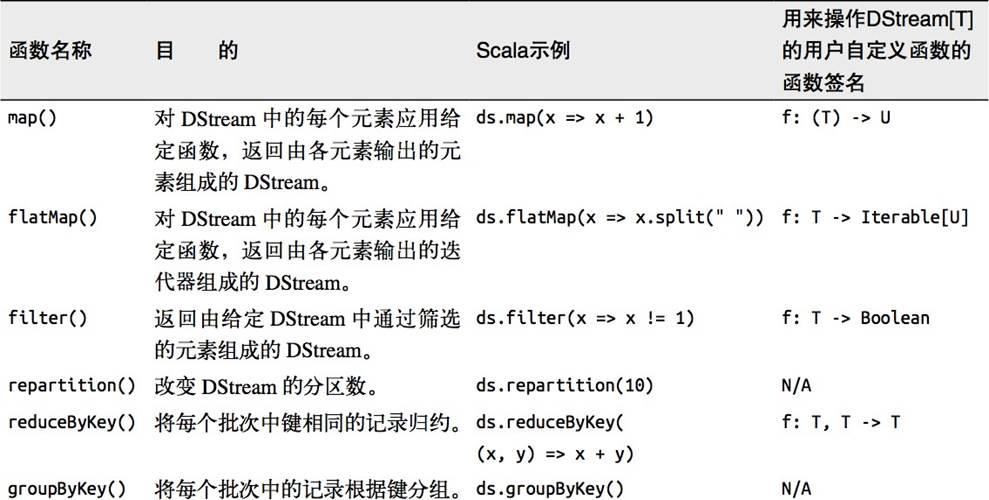 用来操作DStream[T]
函数名称 目 的 Scala示例 的用户自定义函数的
函数签名
map() 对 DStream 中的每个元素应用给 ds.map(x => x + 1) f: (T) -> U
定函数，返回由各元素输出的元
素组成的 DStream。
flatMap() 对 DStream 中的每个元素应用给 ds.flatMap(x => x.split(" ")) f: T -> Iterable[U]
定函数，返回由各元素输出的迭
代器组成的 DStream。
filter() 返回由给定 DStream 中通过筛选 ds.filter(x => x != 1) f: T -> Boolean
的元素组成的 DStream。
repartition() 改变 DStream 的分区数。 ds.repartition(10) N/A
reduceByKey() 将每个批次中键相同的记录归约。 ds.reduceByKey( f: T, T -> T
(x, y) => x + y)
groupByKey() 将每个批次中的记录根据键分组。 ds.groupByKey() N/A